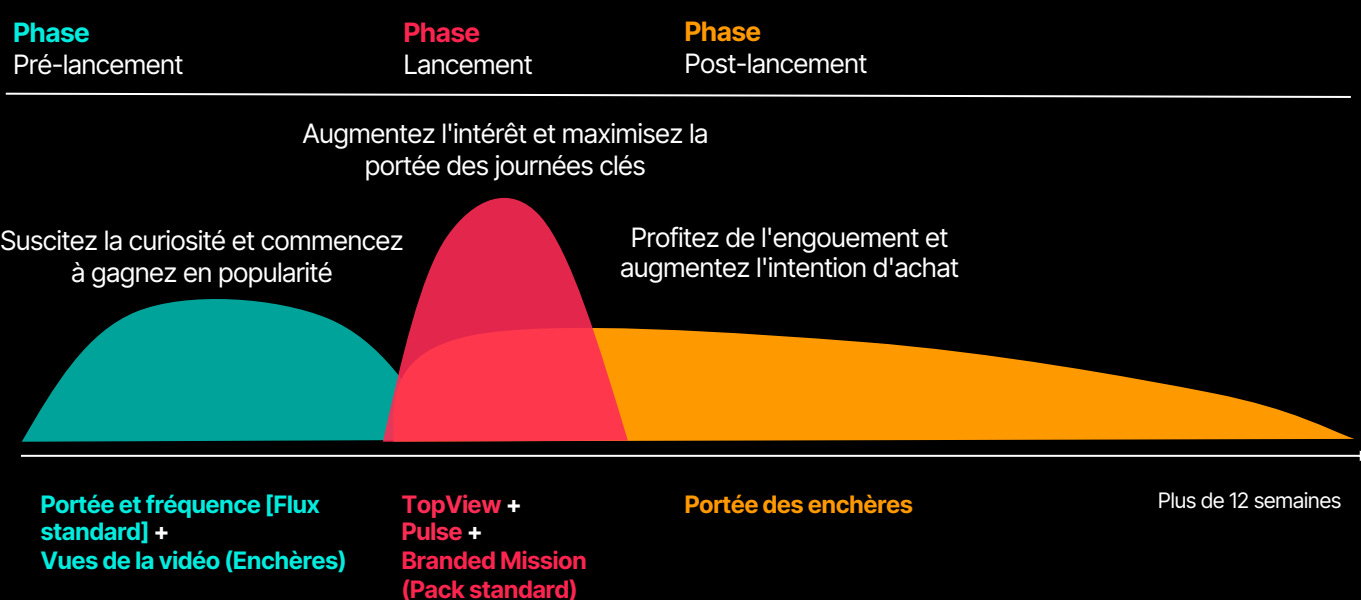 Phase
Pré-lancement
Phase
Lancement
Phase
Post-lancement
Augmentez l'intérêt et maximisez la
portée des journées clés
Suscitez la curiosité et commencez
à gagnez en popularité
Profitez de l'engouement et
augmentez l'intention d'achat
Portée et fréquence [Flux
standard] +
Vues de la vidéo (Enchères)
TopView +
Pulse +
Branded Mission
(Pack standard)
Portée des enchères
Plus de 12 semaines